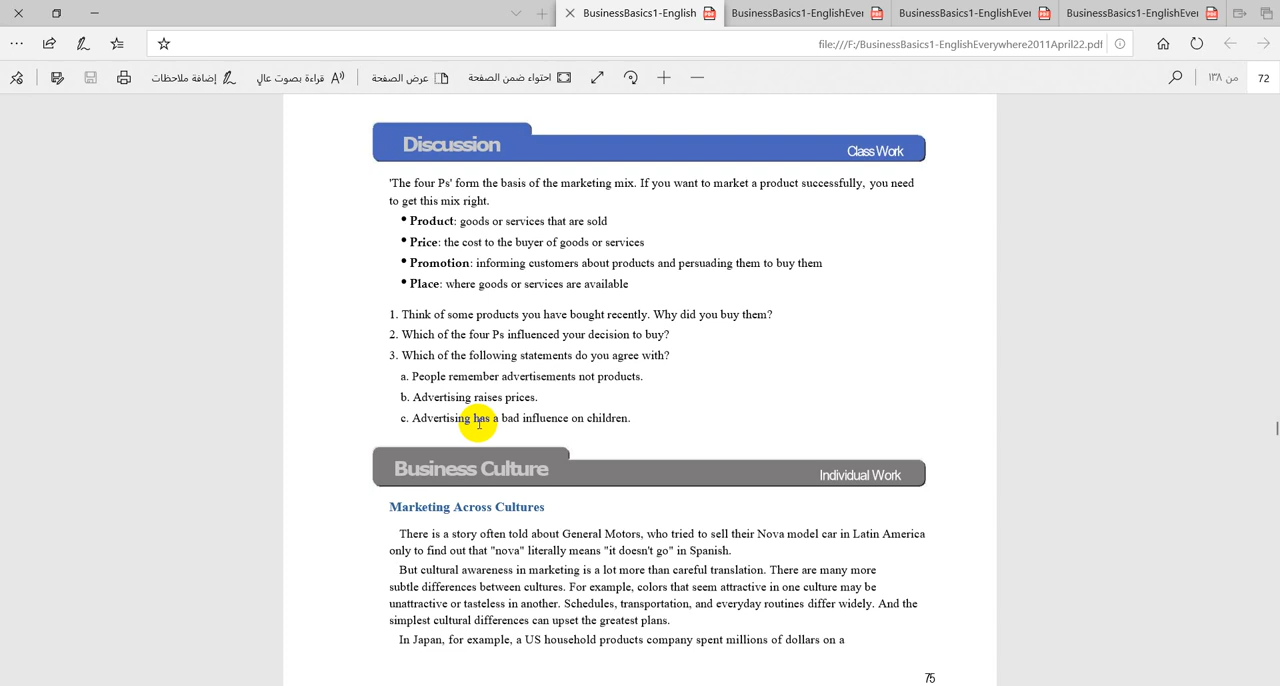 BusinessBasics1-English
BusinessBasics1-EnglishEver
BusinessBasics1-EnglishEver
BusinessBasics1-EnglishEver
file:///F:/BusinessBasics1-EnglishEverywhere2011April22.pdf
إضافة ملاحظات
قراءة بصوت عالٍ
عرض الصفحة
احتواء ضمن الصفحة
من ١٣٨
72
Discussion
Class Work
'The four Ps' form the basis of the marketing mix. If you want to market a product successfully, you need
to get this mix right.
• Product: goods or services that are sold
• Price: the cost to the buyer of goods or services
• Promotion: informing customers about products and persuading them to buy them
• Place: where goods or services are available
1. Think of some products you have bought recently. Why did you buy them?
2. Which of the four Ps influenced your decision to buy?
3. Which of the following statements do you agree with?
a. People remember advertisements not products.
b. Advertising raises prices.
c. Advertising has a bad influence on children.
Business Culture
Individual Work
Marketing Across Cultures
There is a story often told about General Motors, who tried to sell their Nova model car in Latin America
only to find out that "nova" literally means "it doesn't go" in Spanish.
But cultural awareness in marketing is a lot more than careful translation. There are many more
subtle differences between cultures. For example, colors that seem attractive in one culture may be
unattractive or tasteless in another. Schedules, transportation, and everyday routines differ widely. And the
simplest cultural differences can upset the greatest plans.
In Japan, for example, a US household products company spent millions of dollars on a
75